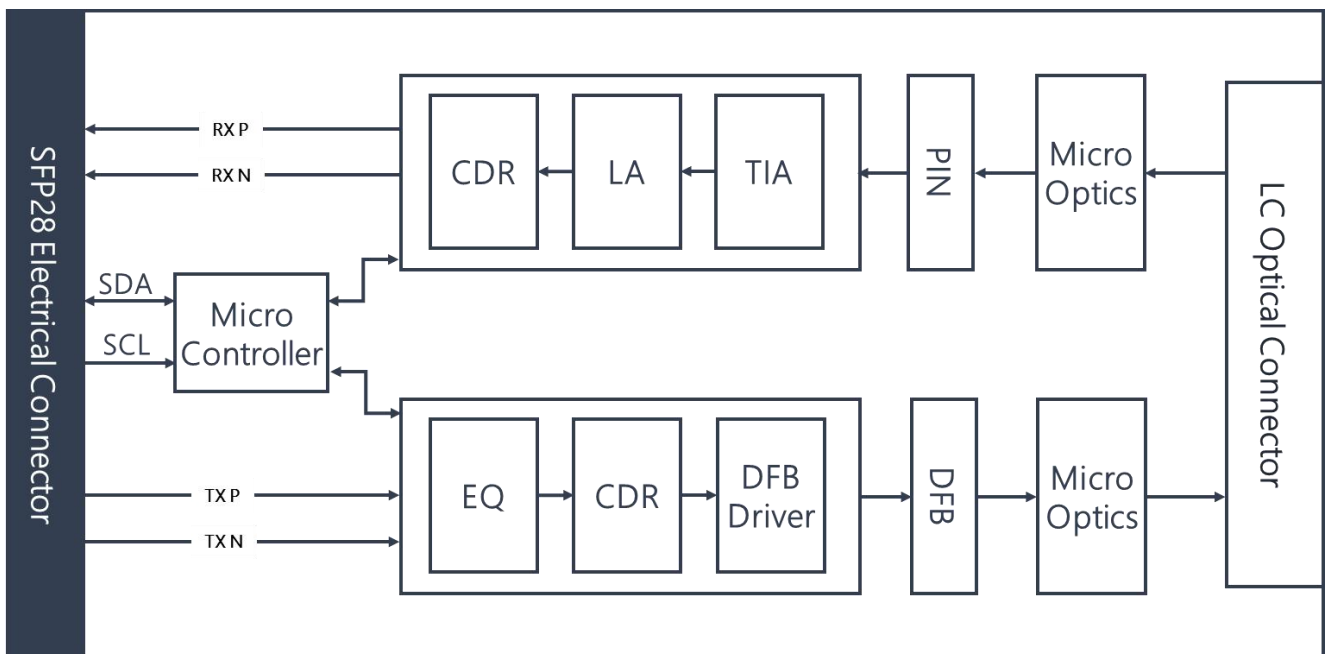 SFP28 Electrical Connector
RX P
RX N
SDA
SCL
Micro
Controller
TX P
TX N
CDR
LA
TIA
PIN
Micro
Optics
EQ
CDR
DFB
Driver
DFB
Micro
Optics
LC Optical Connector